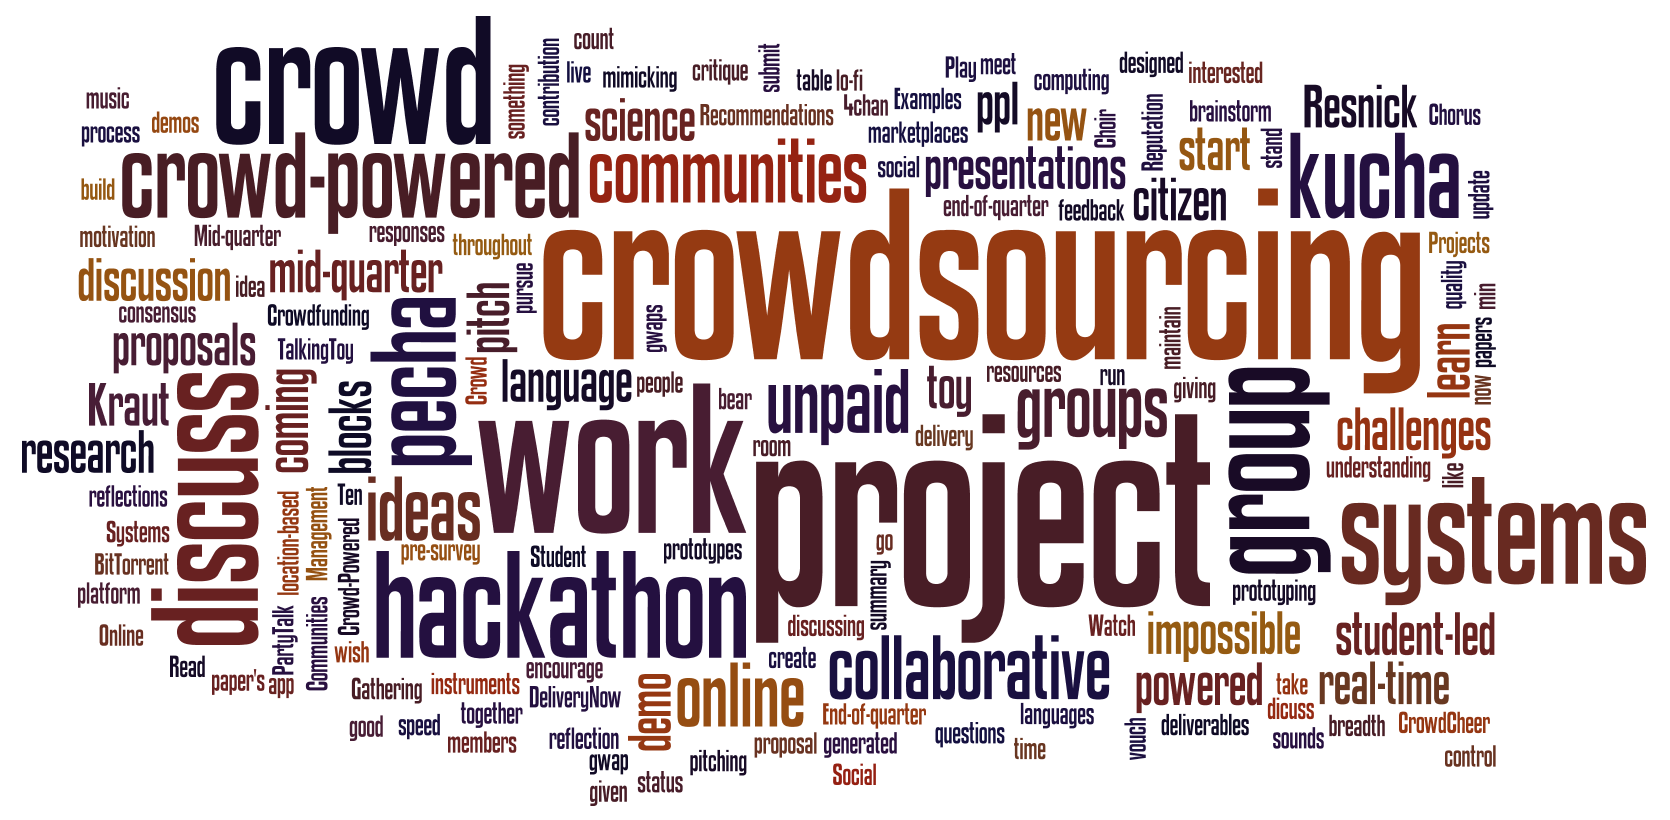 crowd
count
contribution
live
something
mimicking
critique
submit
table
lo-fi
Play
meet
computing
designed
interested
music
process
demos
science
Recommendations
4chan
Examples
marketplaces
ppl
new
Choir
Reputation
brainstorm
stand
Resnick
Chorus
crowd-powered
communities
social
presentations
start
kucha
update
build
citizen
end-of-quarter
feedback
motivation
Mid-quarter
responses
throughout
crowdsourcing
Projects
discussion
idea
mid-quarter
pursue
quality
min
consensus
Crowdfunding
pecha
pitch
gwaps
maintain
proposals
TalkingToy
learn
papers
now
Kraut
coming
blocks
Crowd
language
people
bear
unpaid
toy
resources
run
giving
groups
group
challenges
research
discuss
work
room
delivery
project
understanding
like
reflections
location-based
Management
Ten
ideas
systems
Systems
Crowd-Powered
pre-survey
Student
prototypes
go
BitTorrent
hackathon
summary
prototyping
platform
Online
PartyTalk
Communities
wish
discussing
Watch
impossible
student-led
Read
paper's
app
Gathering
instruments
encourage
DeliveryNow
create
collaborative
powered
take
real-time
dicuss
good
speed
together
members
reflection
demo
online
End-of-quarter
generated
questions
languages
time
vouch
deliverables
sounds
breadth
CrowdCheer
control
gwap
given
status
pitching
proposal
Social